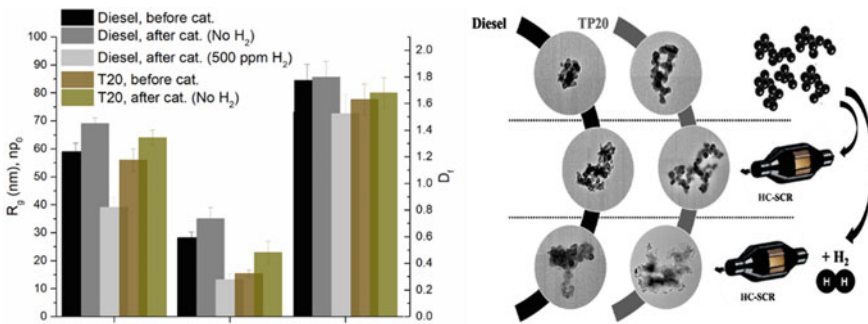 Diesel, before cat.
Diesel, after cat. (No H₂)
Diesel, after cat. (500 ppm H₂)
T20, before cat.
T20, after cat. (No H₂)
100
90
80
70
60
50
40
30
20
10
0
Rg (nm), np₀
2.0
1.8
1.6
1.4
1.2
1.0
0.8
0.6
0.4
0.2
0.0
Df
Diesel
TP20
HC-SCR
+ H₂
H H
HC-SCR